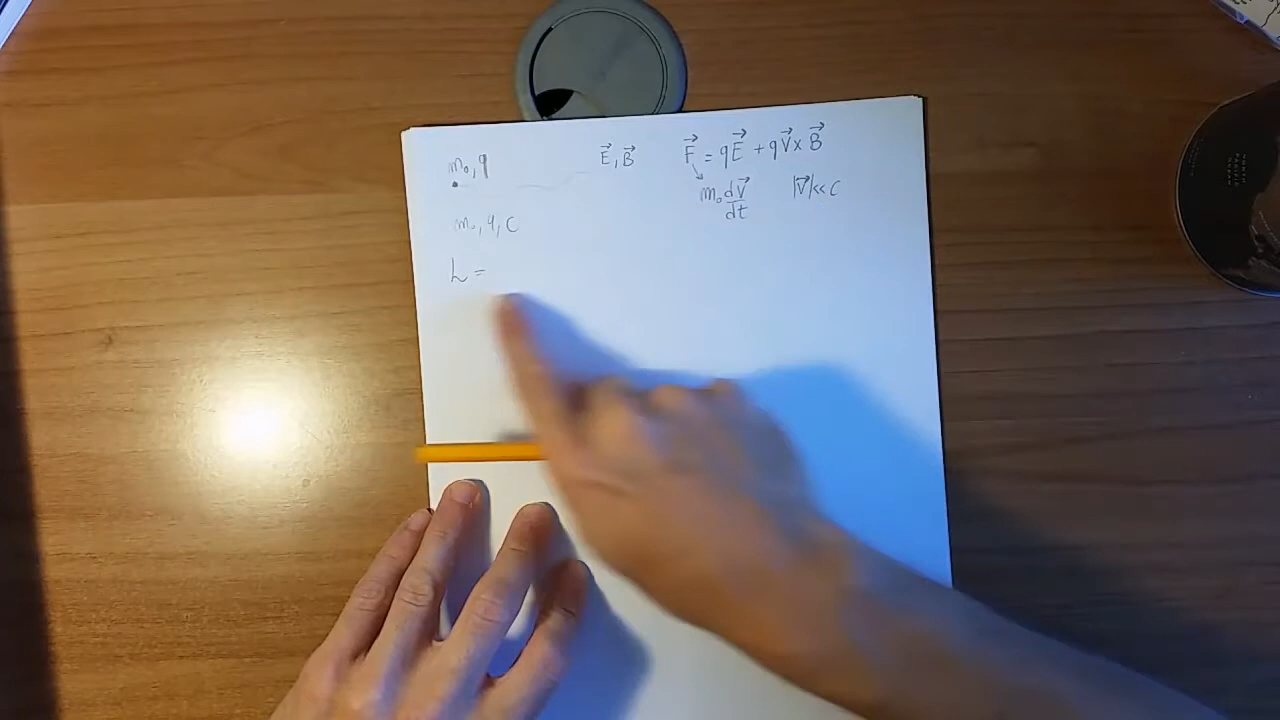 m₀, q
E⃗, B⃗
F⃗ = qE⃗ + qV⃗ × B⃗
m₀ dV⃗/dt
|V⃗| << C
m₀, q, C
L =